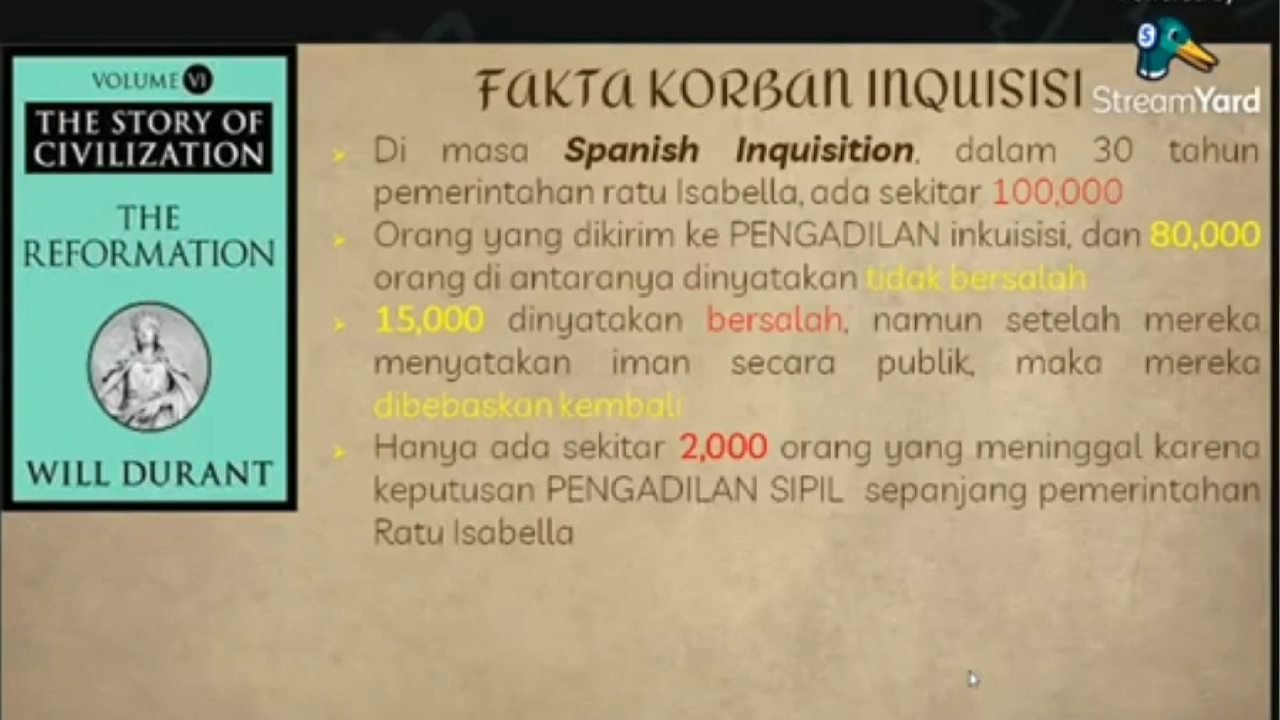 VOLUME VI
THE STORY OF
CIVILIZATION
THE
REFORMATION
WILL DURANT
FAKTA KORBAN INQUISISI
S
StreamYard
Di masa Spanish Inquisition, dalam 30 tahun
pemerintahan ratu Isabella, ada sekitar 100,000
Orang yang dikirim ke PENGADILAN inkuisisi, dan 80,000
orang di antaranya dinyatakan tidak bersalah
15,000 dinyatakan bersalah, namun setelah mereka
menyatakan iman secara publik, maka mereka
dibebaskan kembali
Hanya ada sekitar 2,000 orang yang meninggal karena
keputusan PENGADILAN SIPIL sepanjang pemerintahan
Ratu Isabella